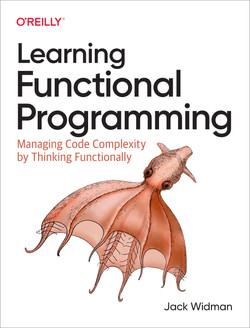 O'REILLY®
Learning
Functional
Programming
Managing Code Complexity
by Thinking Functionally
Jack Widman